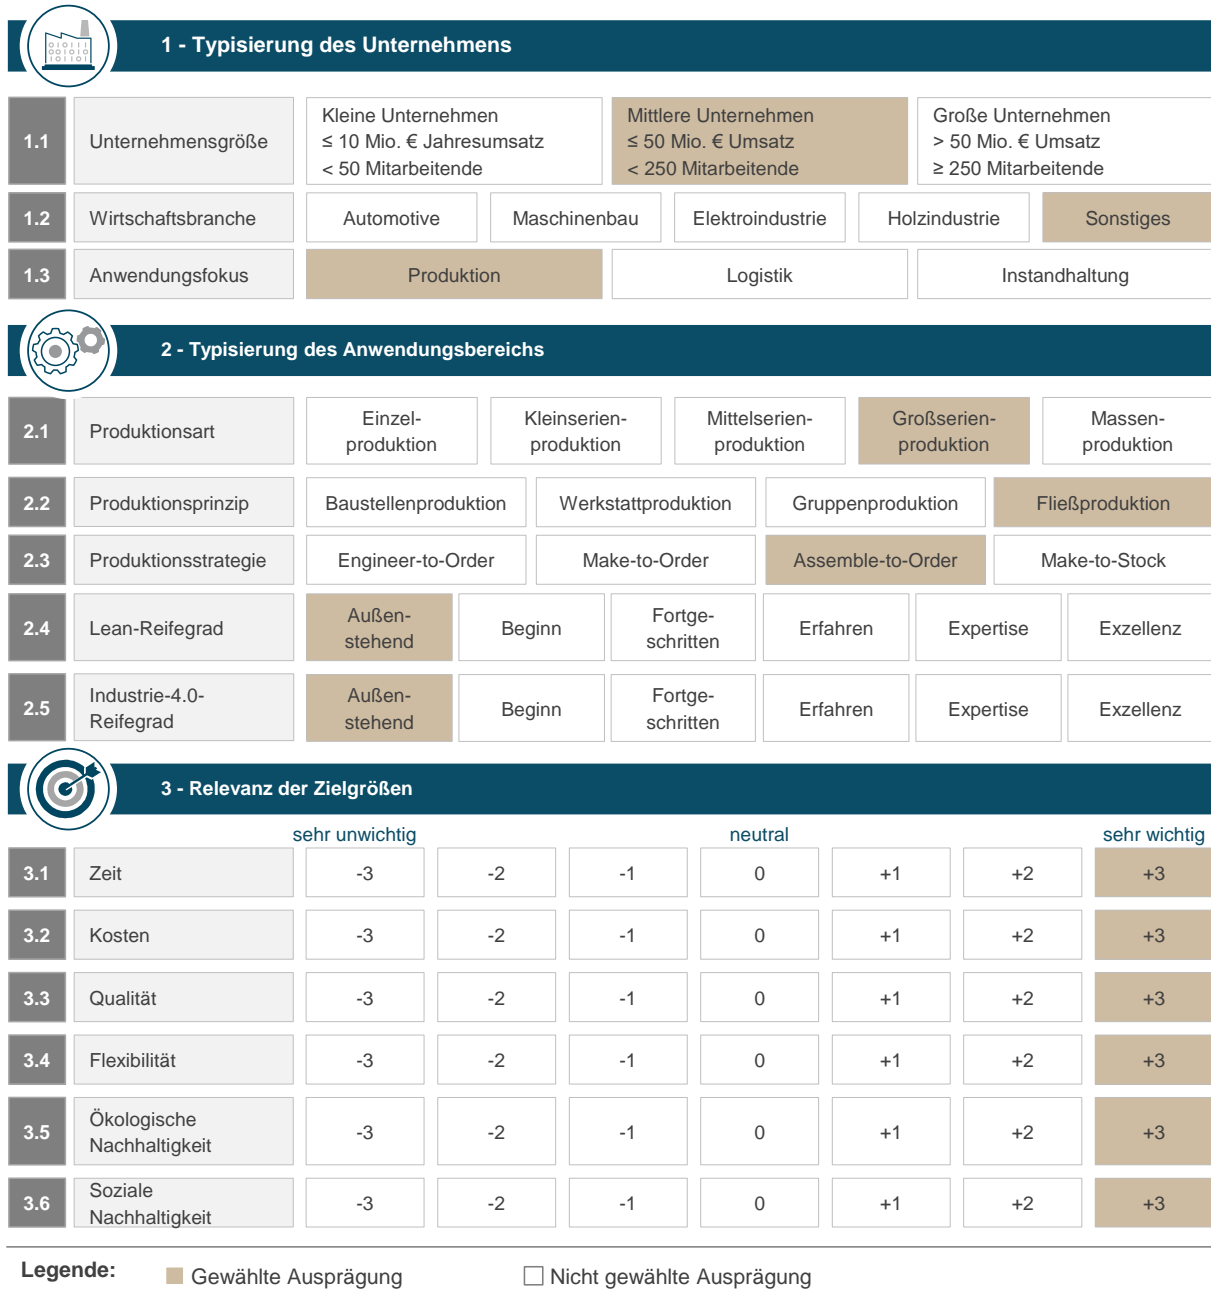 010111
001010
101101
1 - Typisierung des Unternehmens
1.1
Unternehmensgröße
Kleine Unternehmen
≤ 10 Mio. € Jahresumsatz
< 50 Mitarbeitende
Mittlere Unternehmen
≤ 50 Mio. € Umsatz
< 250 Mitarbeitende
Große Unternehmen
> 50 Mio. € Umsatz
≥ 250 Mitarbeitende
1.2 Wirtschaftsbranche Automotive Maschinenbau Elektroindustrie Holzindustrie Sonstiges
1.3 Anwendungsfokus Produktion Logistik Instandhaltung
2 - Typisierung des Anwendungsbereichs
2.1
Produktionsart
Einzel-
produktion
Kleinserien-
produktion
Mittelserien-
produktion
Großserien-
produktion
Massen-
produktion
2.2 Produktionsprinzip Baustellenproduktion Werkstattproduktion Gruppenproduktion Fließproduktion
2.3 Produktionsstrategie Engineer-to-Order Make-to-Order Assemble-to-Order Make-to-Stock
2.4
Lean-Reifegrad
Außen-
stehend
Beginn
Fortge-
schritten
Erfahren
Expertise
Exzellenz
2.5
Industrie-4.0-
Reifegrad
Außen-
stehend
Beginn
Fortge-
schritten
Erfahren
Expertise
Exzellenz
3 - Relevanz der Zielgrößen
sehr unwichtig neutral sehr wichtig
3.1 Zeit -3 -2 -1 0 +1 +2 +3
3.2 Kosten -3 -2 -1 0 +1 +2 +3
3.3 Qualität -3 -2 -1 0 +1 +2 +3
3.4 Flexibilität -3 -2 -1 0 +1 +2 +3
3.5
Ökologische
Nachhaltigkeit
-3 -2 -1 0 +1 +2 +3
3.6
Soziale
Nachhaltigkeit
-3 -2 -1 0 +1 +2 +3
Legende: Gewählte Ausprägung Nicht gewählte Ausprägung